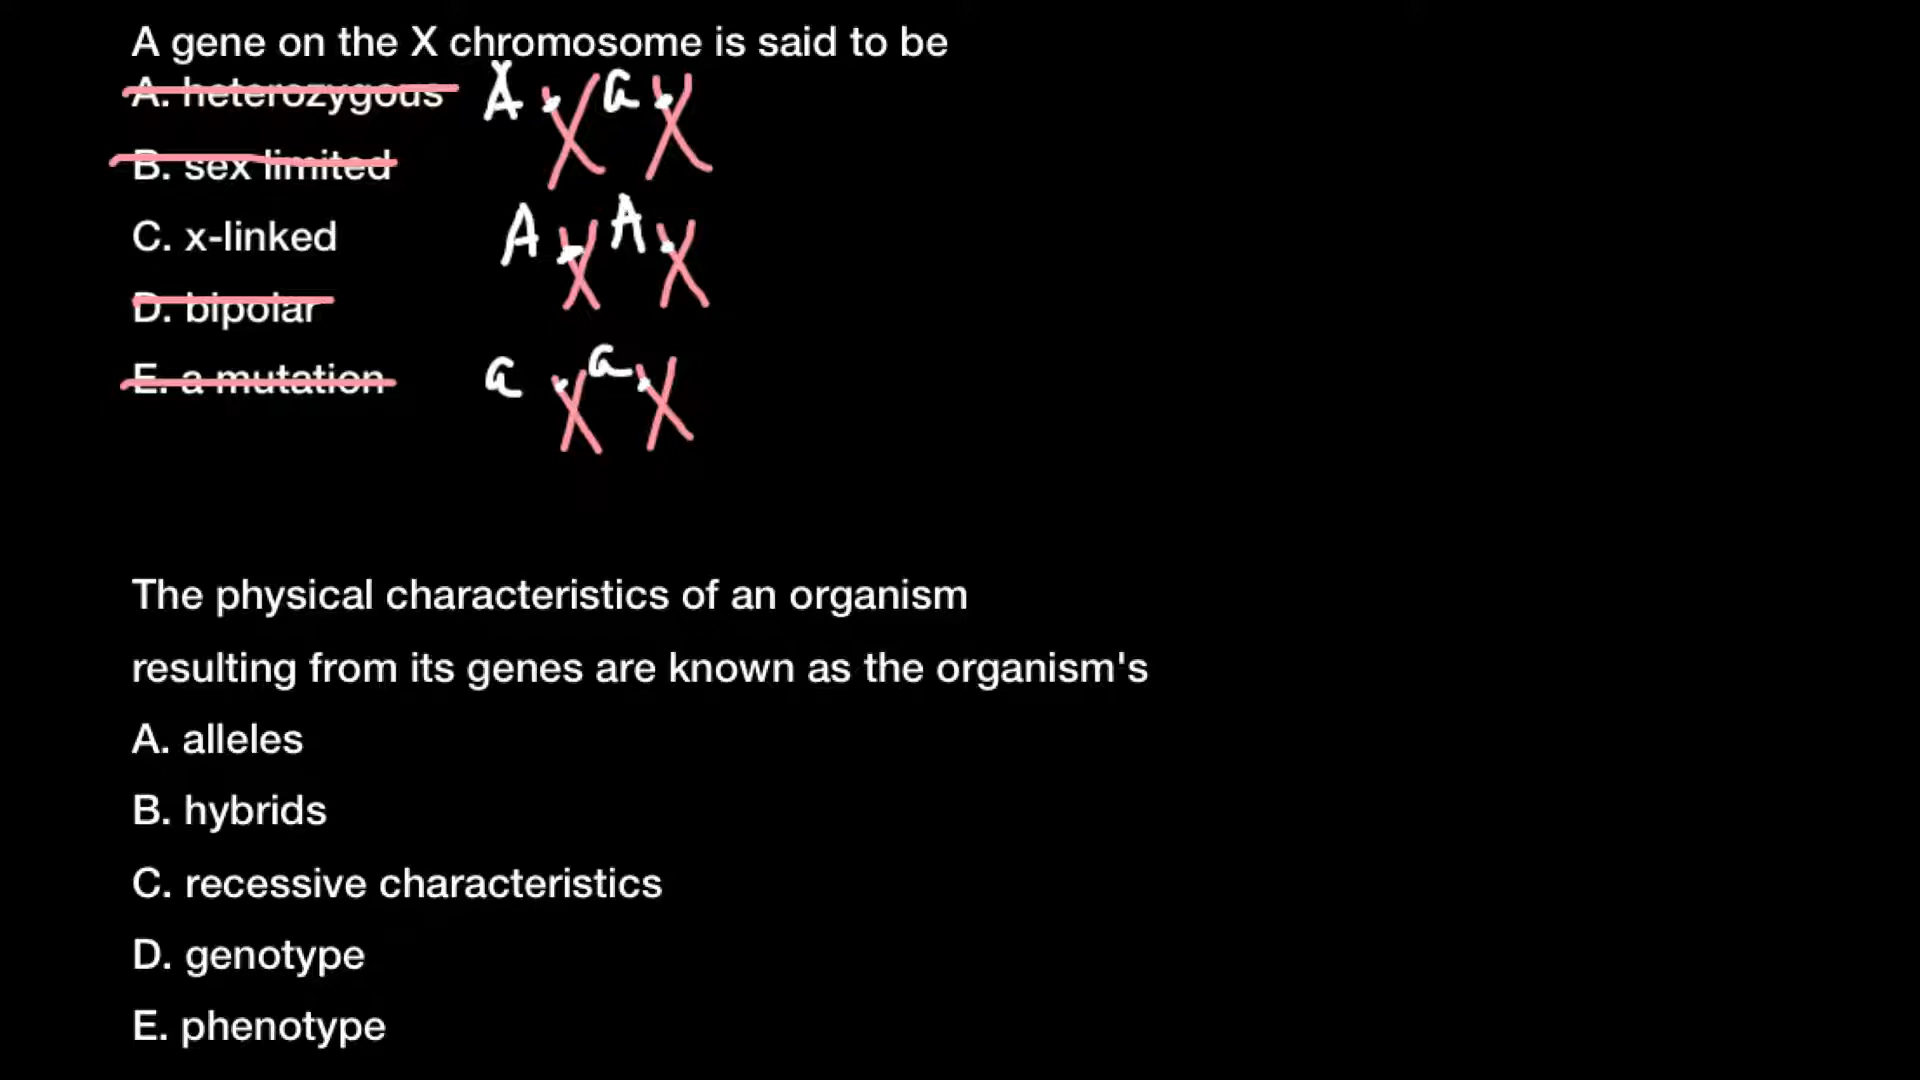 A gene on the X chromosome is said to be
A. heterozygous A a
B. sex limited
C. x-linked A A
D. bipolar
E. a mutation a a
The physical characteristics of an organism
resulting from its genes are known as the organism's
A. alleles
B. hybrids
C. recessive characteristics
D. genotype
E. phenotype